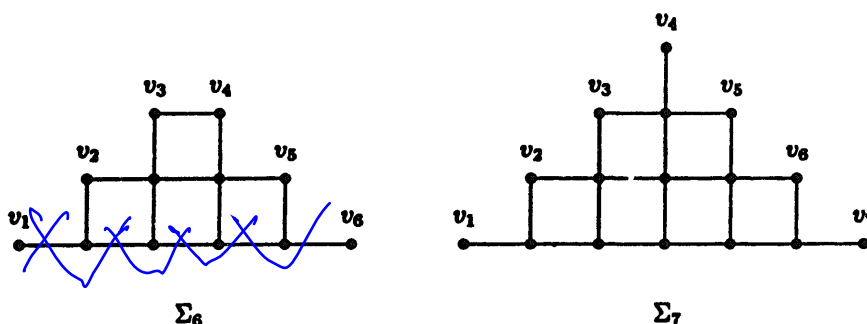 v₄
v₃ v₄ v₃ v₅
v₂ v₅ v₂ v₆
v₁ v₆ v₁
Σ₆ Σ₇